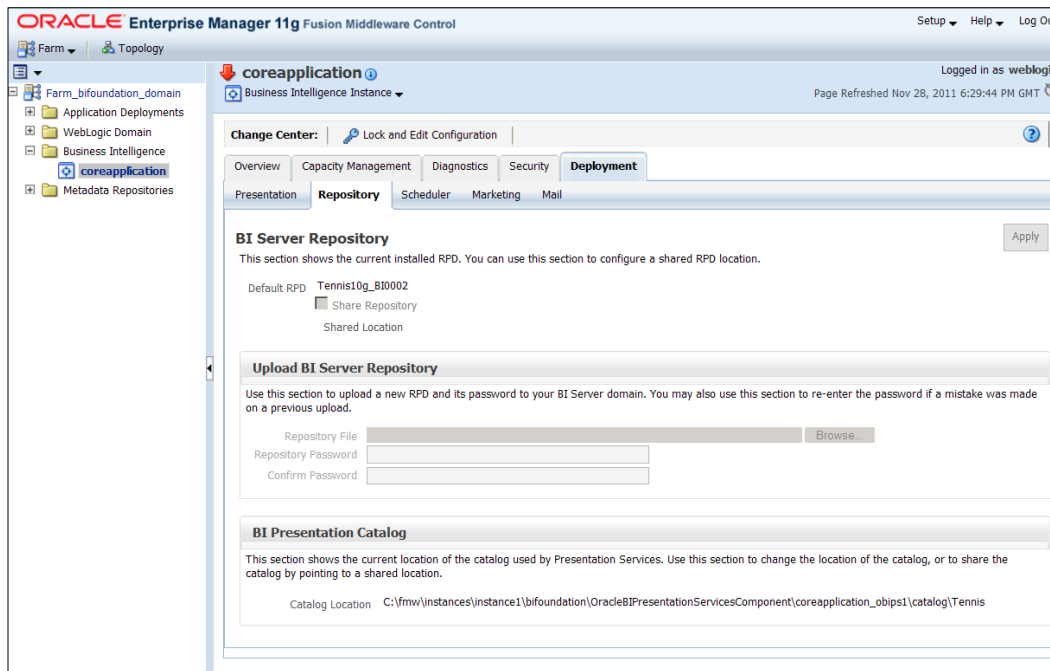 ORACLE Enterprise Manager 11g Fusion Middleware Control
Setup Help Log Ou
Farm Topology
coreapplication
Logged in as weblogi
Business Intelligence Instance
Page Refreshed Nov 28, 2011 6:29:44 PM GMT
Farm_bifoundation_domain
Application Deployments
WebLogic Domain
Business Intelligence
coreapplication
Metadata Repositories
Change Center: Lock and Edit Configuration
Overview Capacity Management Diagnostics Security Deployment
Presentation Repository Scheduler Marketing Mail
BI Server Repository
Apply
This section shows the current installed RPD. You can use this section to configure a shared RPD location.
Default RPD Tennis10g_BI0002
Share Repository
Shared Location
Upload BI Server Repository
Use this section to upload a new RPD and its password to your BI Server domain. You may also use this section to re-enter the password if a mistake was made
on a previous upload.
Repository File Browse...
Repository Password
Confirm Password
BI Presentation Catalog
This section shows the current location of the catalog used by Presentation Services. Use this section to change the location of the catalog, or to share the
catalog by pointing to a shared location.
Catalog Location C:\fmw\instances\instance1\bifoundation\OracleBIPresentationServicesComponent\coreapplication_obips1\catalog\Tennis